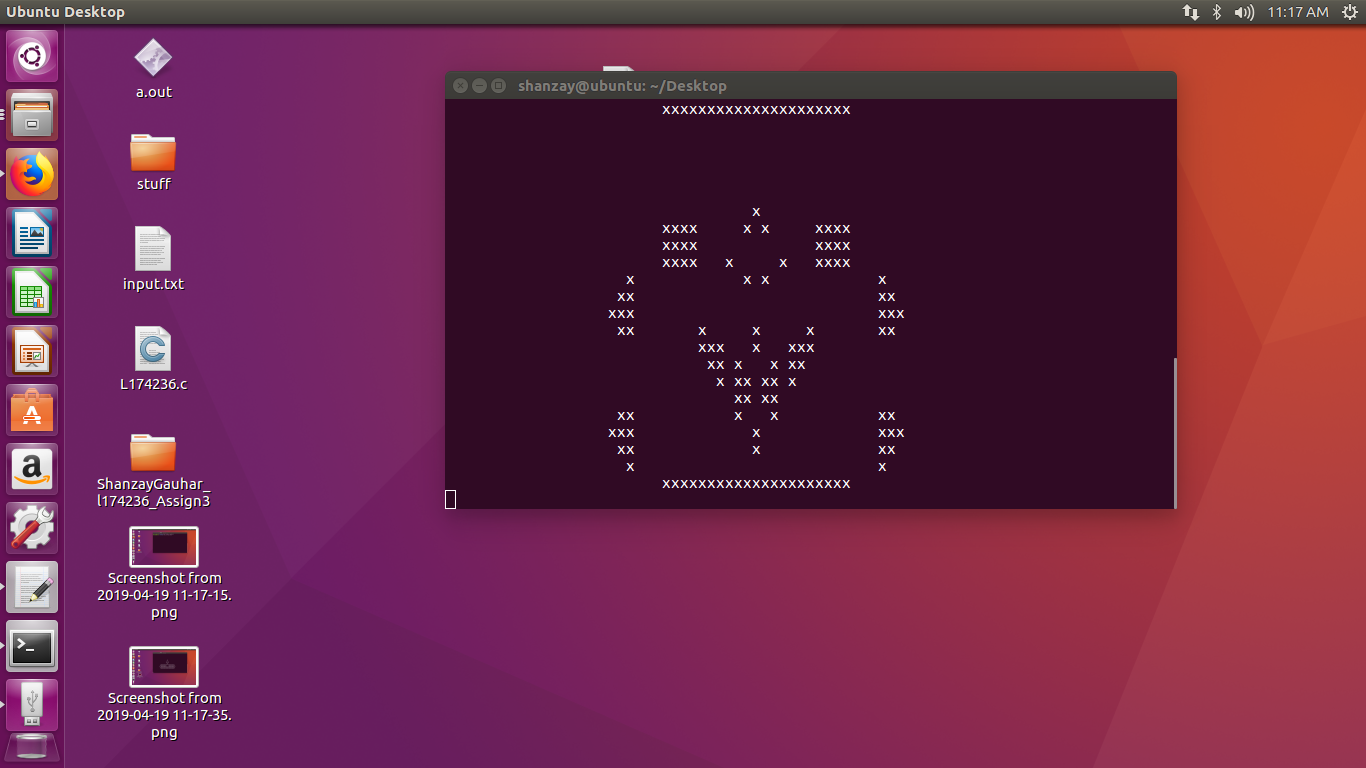 Ubuntu Desktop
11:17 AM
a.out
stuff
input.txt
L174236.c
ShanzayGauhar_
l174236_Assign3
Screenshot from
2019-04-19 11-17-15.
png
Screenshot from
2019-04-19 11-17-35.
png
shanzay@ubuntu: ~/Desktop
xxxxxxxxxxxxxxxxxxxxx
x
xxxx     x x     xxxx
xxxx             xxxx
xxxx   x     x   xxxx
x            x x            x
xx                           xx
xxx                           xxx
xx       x     x     x       xx
xxx   x   xxx
xx x   x xx
x xx xx x
xx xx
xx           x   x           xx
xxx             x             xxx
xx             x             xx
x                           x
xxxxxxxxxxxxxxxxxxxxx